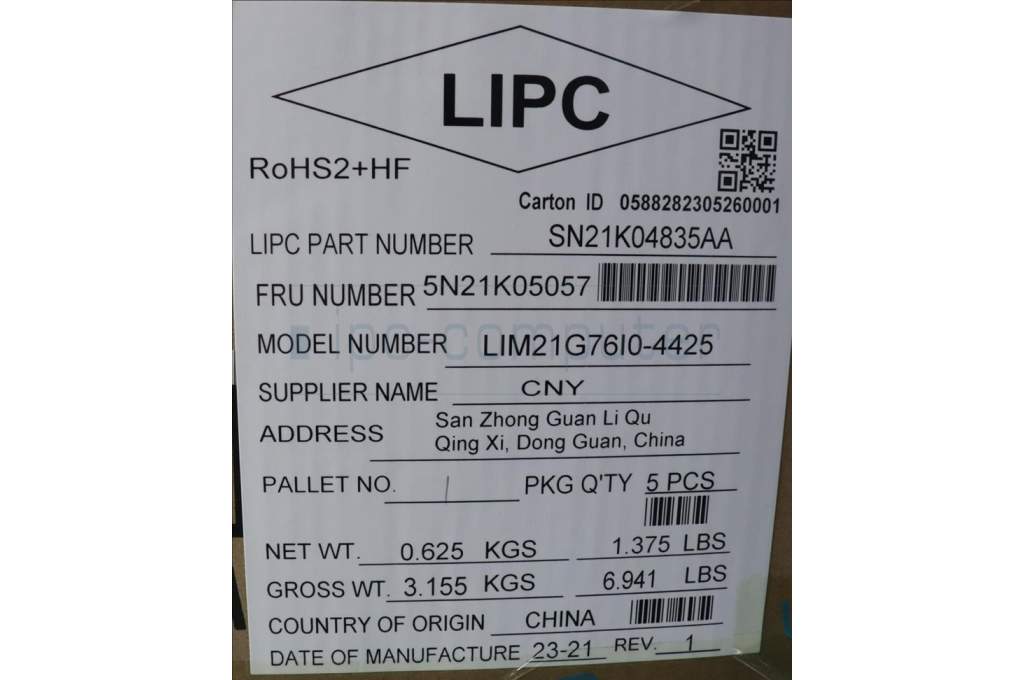 LIPC
RoHS2+HF
Carton ID 0588282305260001
LIPC PART NUMBER SN21K04835AA
FRU NUMBER 5N21K05057
ipc computer
MODEL NUMBER LIM21G76I0-4425
SUPPLIER NAME CNY
ADDRESS San Zhong Guan Li Qu
Qing Xi, Dong Guan, China
PALLET NO. / PKG Q'TY 5 PCS
NET WT. 0.625 KGS 1.375 LBS
GROSS WT. 3.155 KGS 6.941 LBS
COUNTRY OF ORIGIN CHINA
DATE OF MANUFACTURE 23-21 REV. 1